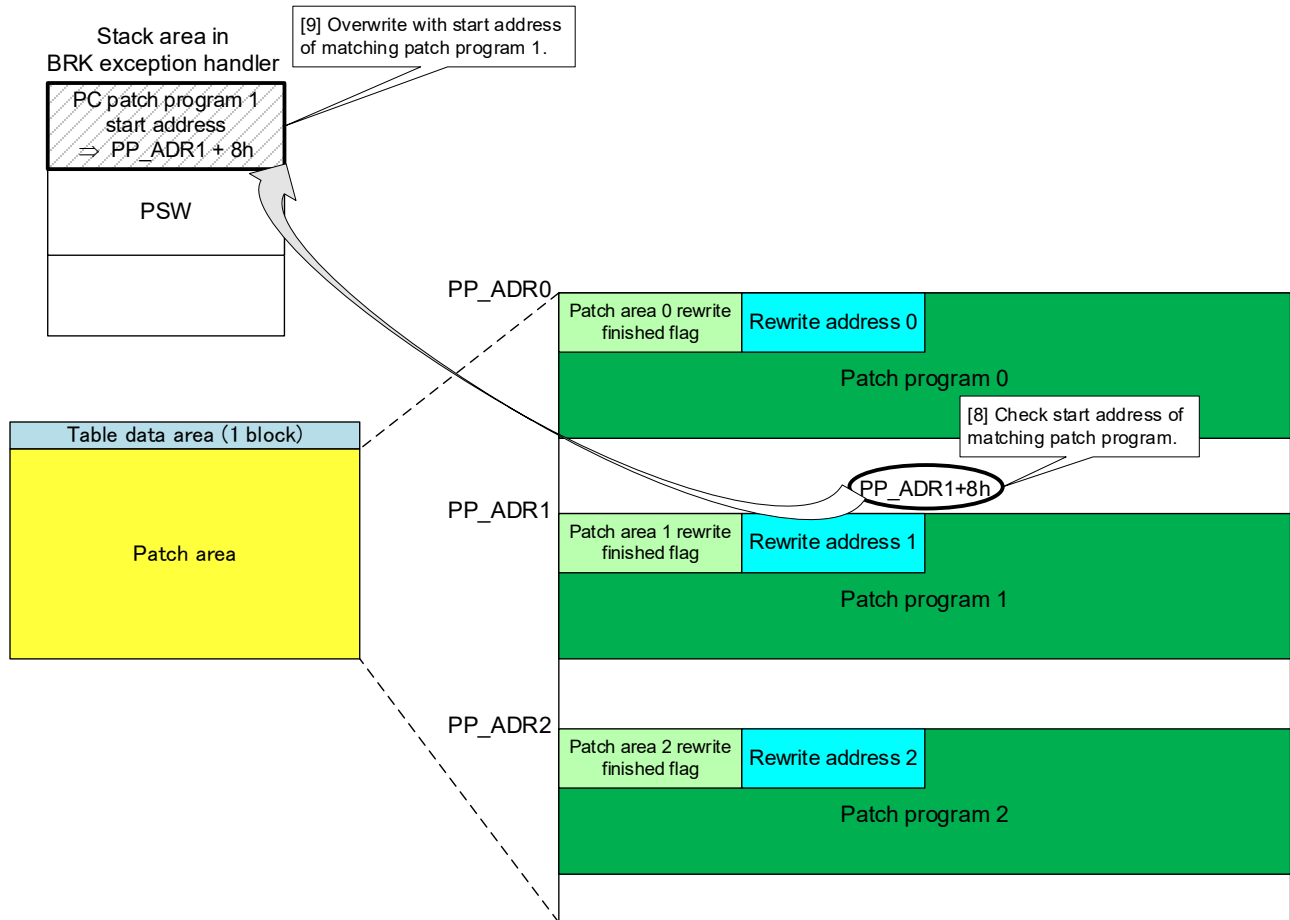 [9] Overwrite with start address
of matching patch program 1.
Stack area in
BRK exception handler
PC patch program 1
start address
⇒ PP_ADR1 + 8h
PSW
PP_ADR0
Patch area 0 rewrite
finished flag
Rewrite address 0
Patch program 0
[8] Check start address of
matching patch program.
Table data area (1 block)
Patch area
PP_ADR1+8h
PP_ADR1
Patch area 1 rewrite
finished flag
Rewrite address 1
Patch program 1
PP_ADR2
Patch area 2 rewrite
finished flag
Rewrite address 2
Patch program 2